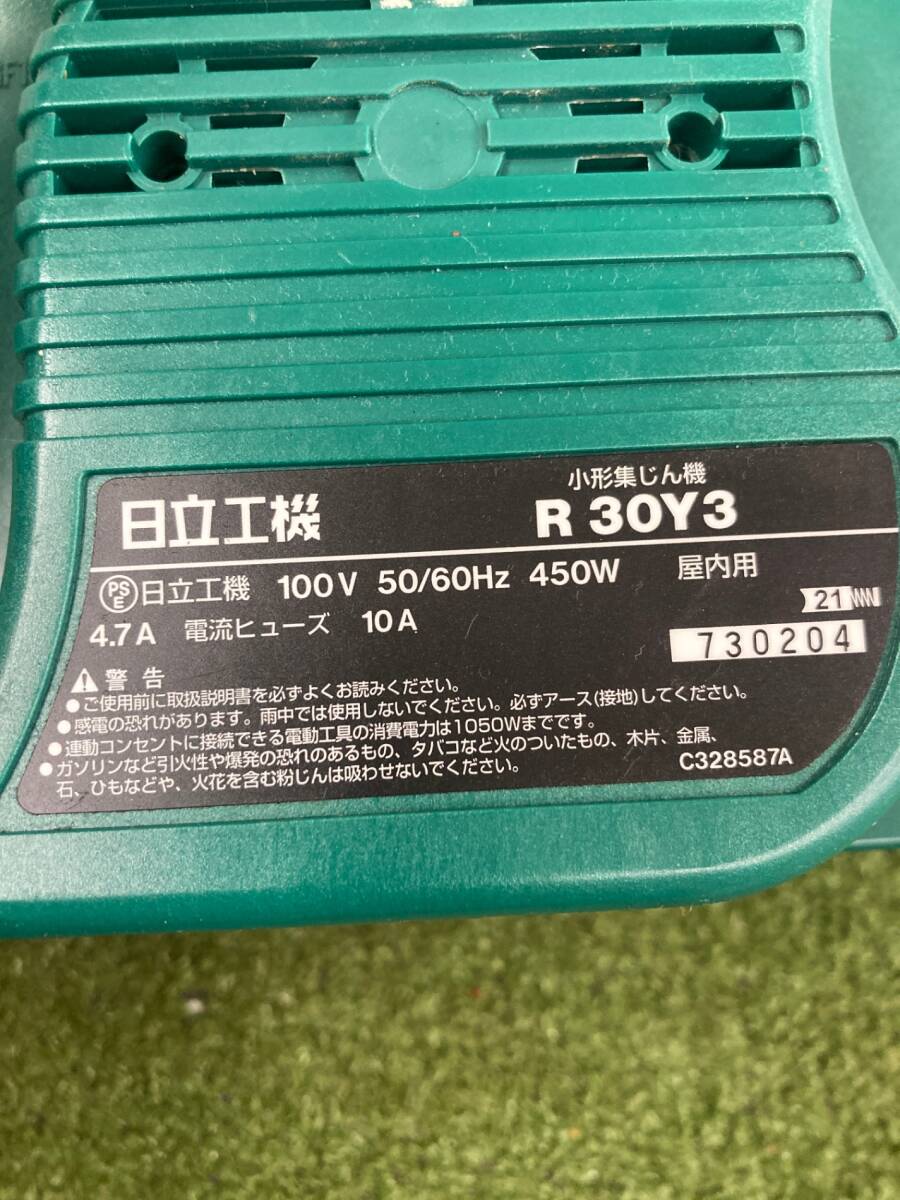 小形集じん機
日立工機 R 30Y3
PSE 日立工機 100V 50/60Hz 450W 屋内用
21
4.7A 電流ヒューズ 10A
730204
警告
●ご使用前に取扱説明書を必ずよくお読みください。
●感電の恐れがあります。雨中では使用しないでください。必ずアース(接地)してください。
●連動コンセントに接続できる電動工具の消費電力は1050Wまでです。
●ガソリンなど引火性や爆発の恐れのあるもの、タバコなど火のついたもの、木片、金属、
石、ひもなどや、火花を含む粉じんは吸わせないでください。
C328587A